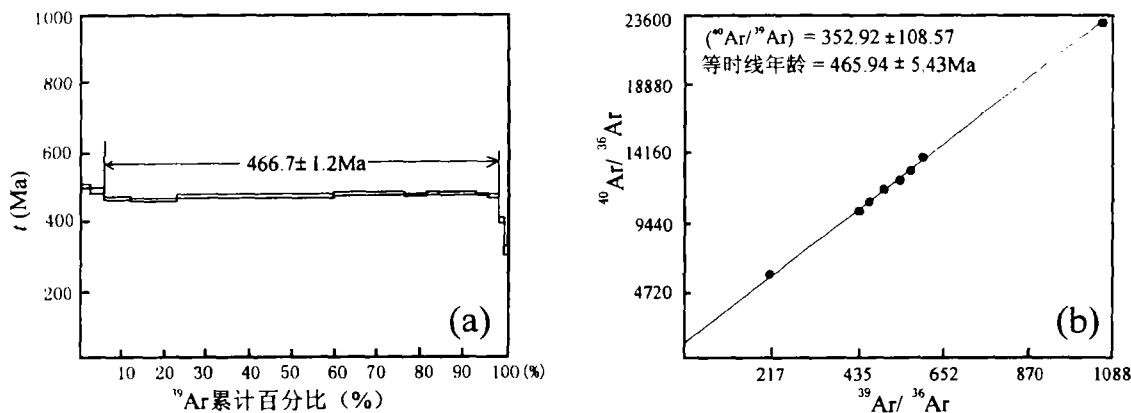 1000
800
600
400
200
t (Ma)
466.7± 1.2Ma
(a)
10 20 30 40 50 60 70 80 90 100 (%)
³⁹Ar累计百分比（%）
(⁴⁰Ar/³⁹Ar) = 352.92 ±108.57
等时线年龄 = 465.94 ± 5.43Ma
23600
18880
14160
9440
4720
⁴⁰Ar/ ³⁶Ar
(b)
217 435 652 870 1088
³⁹Ar/ ³⁶Ar